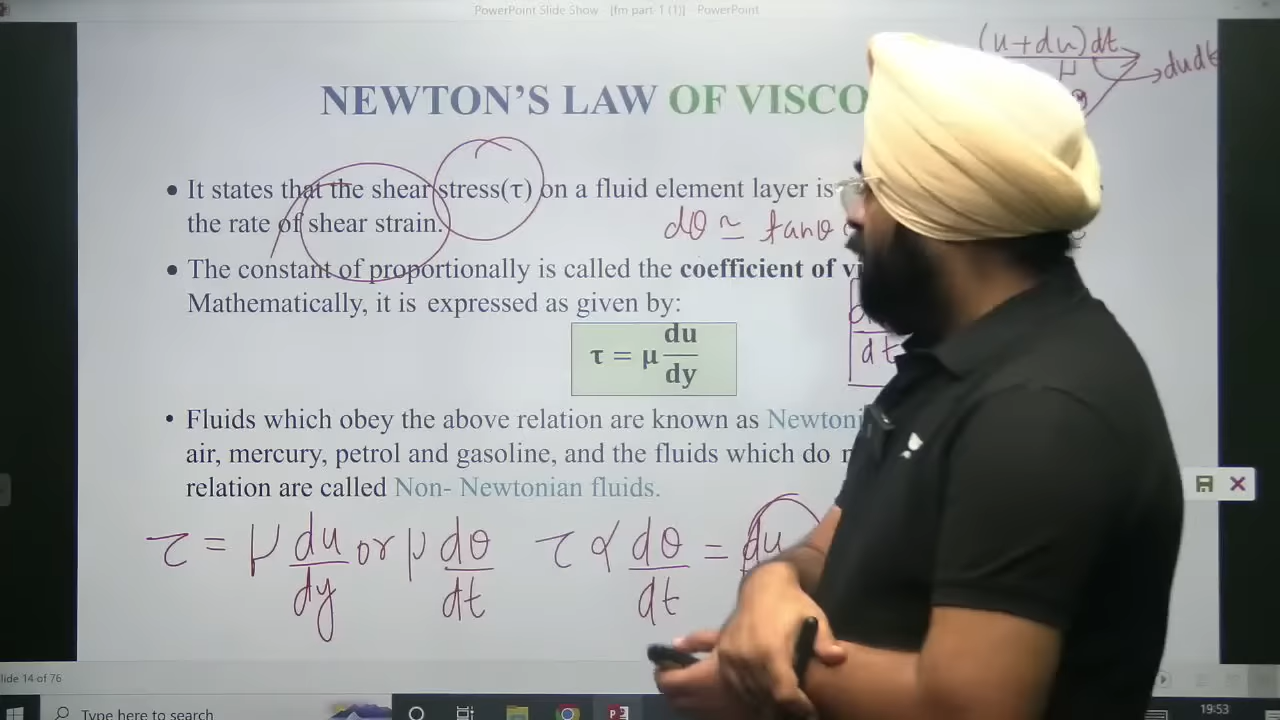 PowerPoint Slide Show - [fm part-1 (1)] - PowerPoint
(u+du)dt
dudt
NEWTON'S LAW OF VISCO
• It states that the shear stress(τ) on a fluid element layer is
the rate of shear strain.
dθ ≃ tanθ
• The constant of proportionally is called the coefficient of vi
Mathematically, it is expressed as given by:
τ = μ du/dy
dt
• Fluids which obey the above relation are known as Newtoni
air, mercury, petrol and gasoline, and the fluids which do
relation are called Non- Newtonian fluids.
τ = μ du/dy or μ dθ/dt τ ∝ dθ/dt = du
lide 14 of 76
Type here to search
19:53